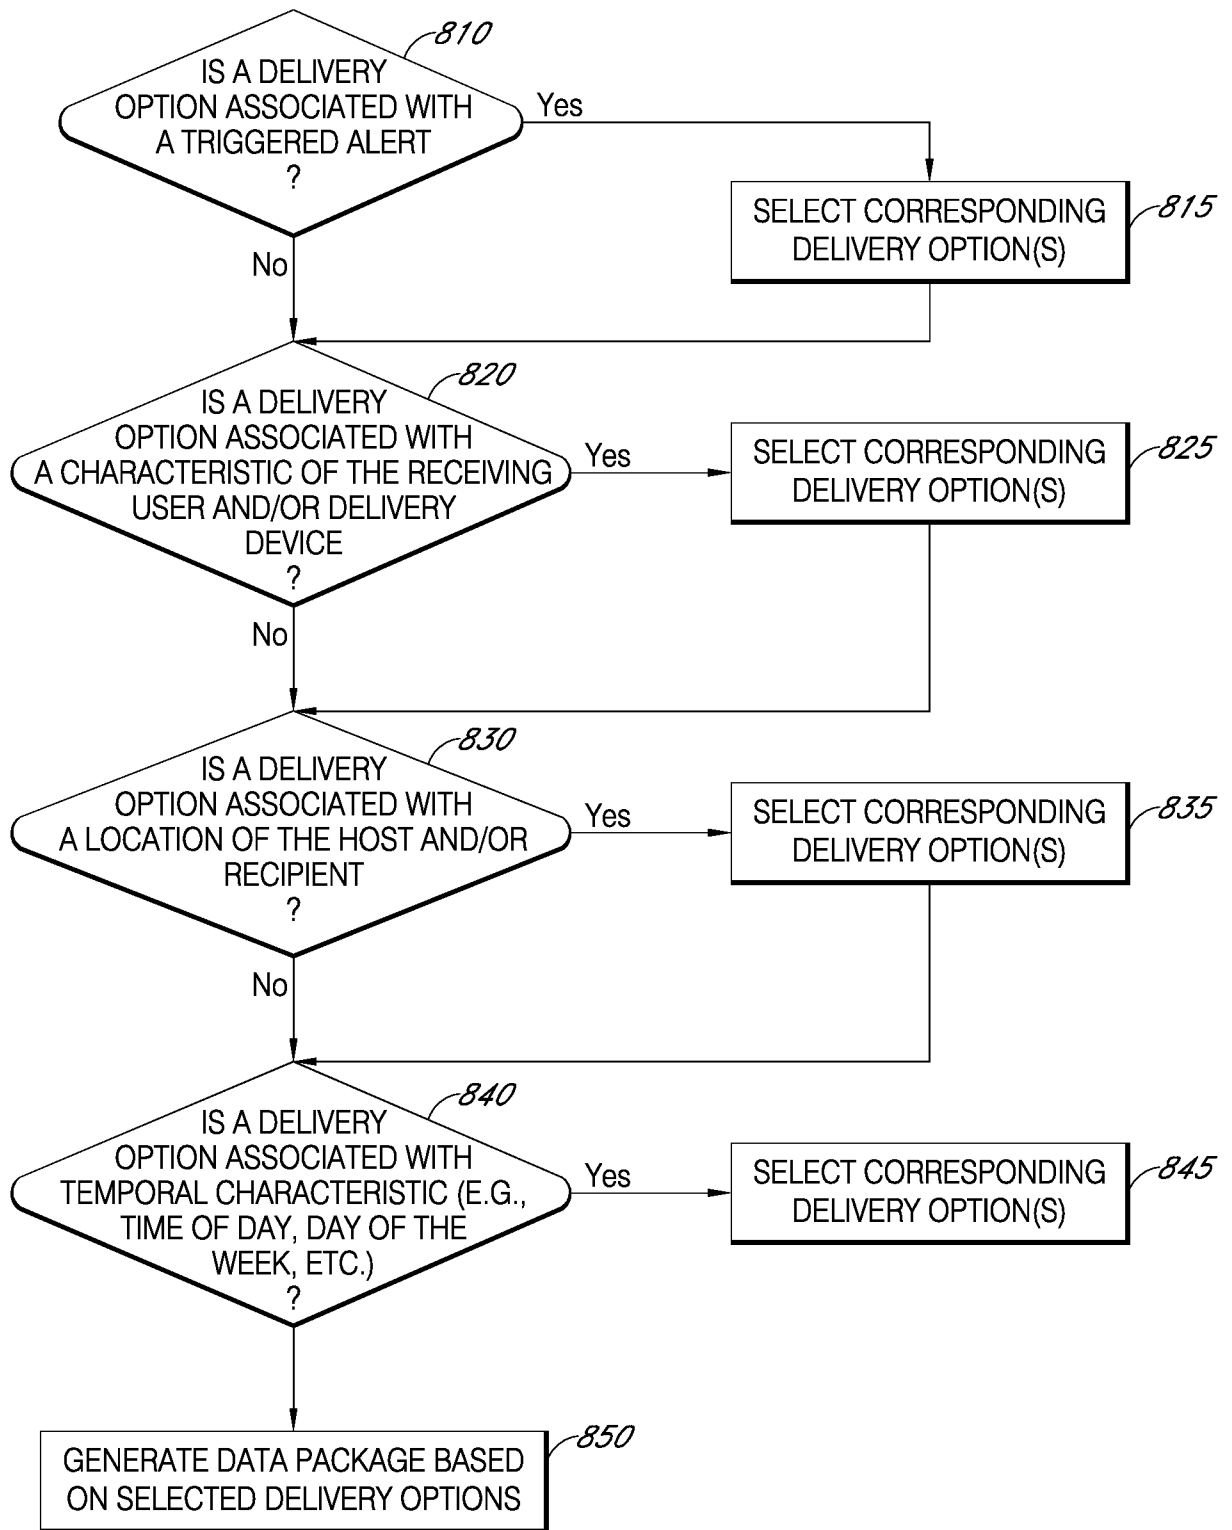 810
IS A DELIVERY
OPTION ASSOCIATED WITH
A TRIGGERED ALERT
?
Yes
SELECT CORRESPONDING
DELIVERY OPTION(S)
815
No
820
IS A DELIVERY
OPTION ASSOCIATED WITH
A CHARACTERISTIC OF THE RECEIVING
USER AND/OR DELIVERY
DEVICE
?
Yes
SELECT CORRESPONDING
DELIVERY OPTION(S)
825
No
830
IS A DELIVERY
OPTION ASSOCIATED WITH
A LOCATION OF THE HOST AND/OR
RECIPIENT
?
Yes
SELECT CORRESPONDING
DELIVERY OPTION(S)
835
No
840
IS A DELIVERY
OPTION ASSOCIATED WITH
TEMPORAL CHARACTERISTIC (E.G.,
TIME OF DAY, DAY OF THE
WEEK, ETC.)
?
Yes
SELECT CORRESPONDING
DELIVERY OPTION(S)
845
850
GENERATE DATA PACKAGE BASED
ON SELECTED DELIVERY OPTIONS